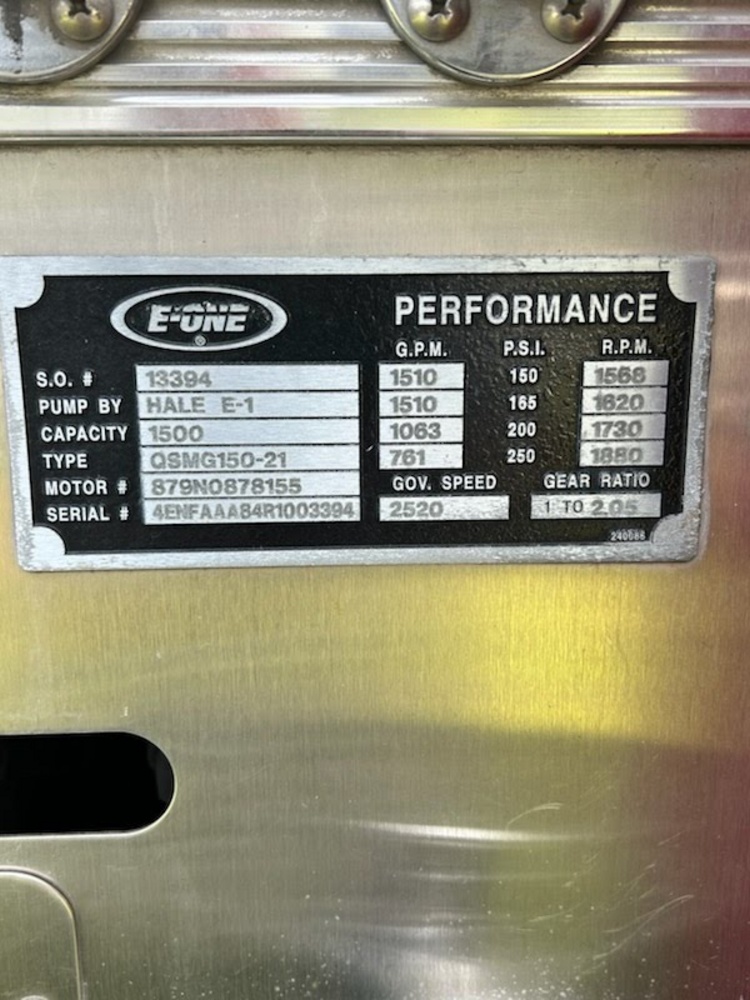 E-ONE
®
PERFORMANCE
G.P.M. P.S.I. R.P.M.
S.O. # 13394 1510 150 1568
PUMP BY HALE E-1 1510 165 1620
CAPACITY 1500 1063 200 1730
TYPE QSMG150-21 761 250 1880
MOTOR # 879N0878155 GOV. SPEED GEAR RATIO
SERIAL # 4ENFAAA84R1003394 2520 1 TO 2.05
240086